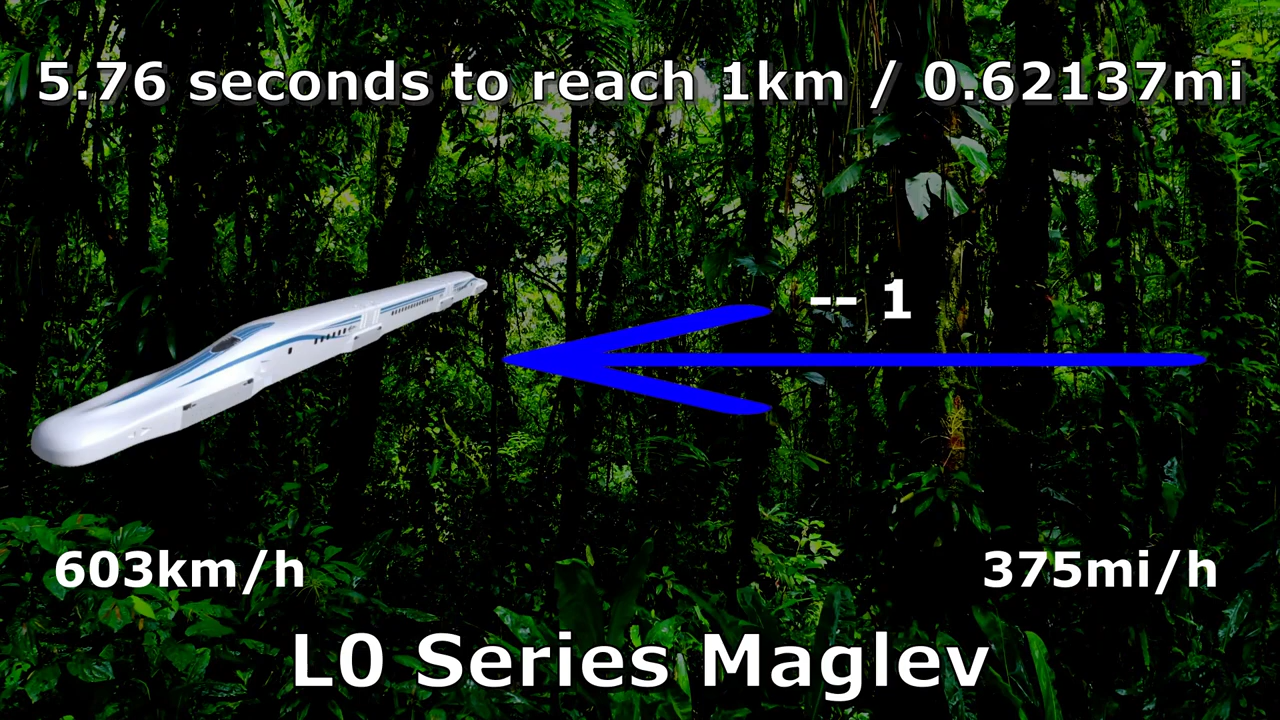 5.76 seconds to reach 1km / 0.62137mi
-- 1
603km/h
375mi/h
L0 Series Maglev